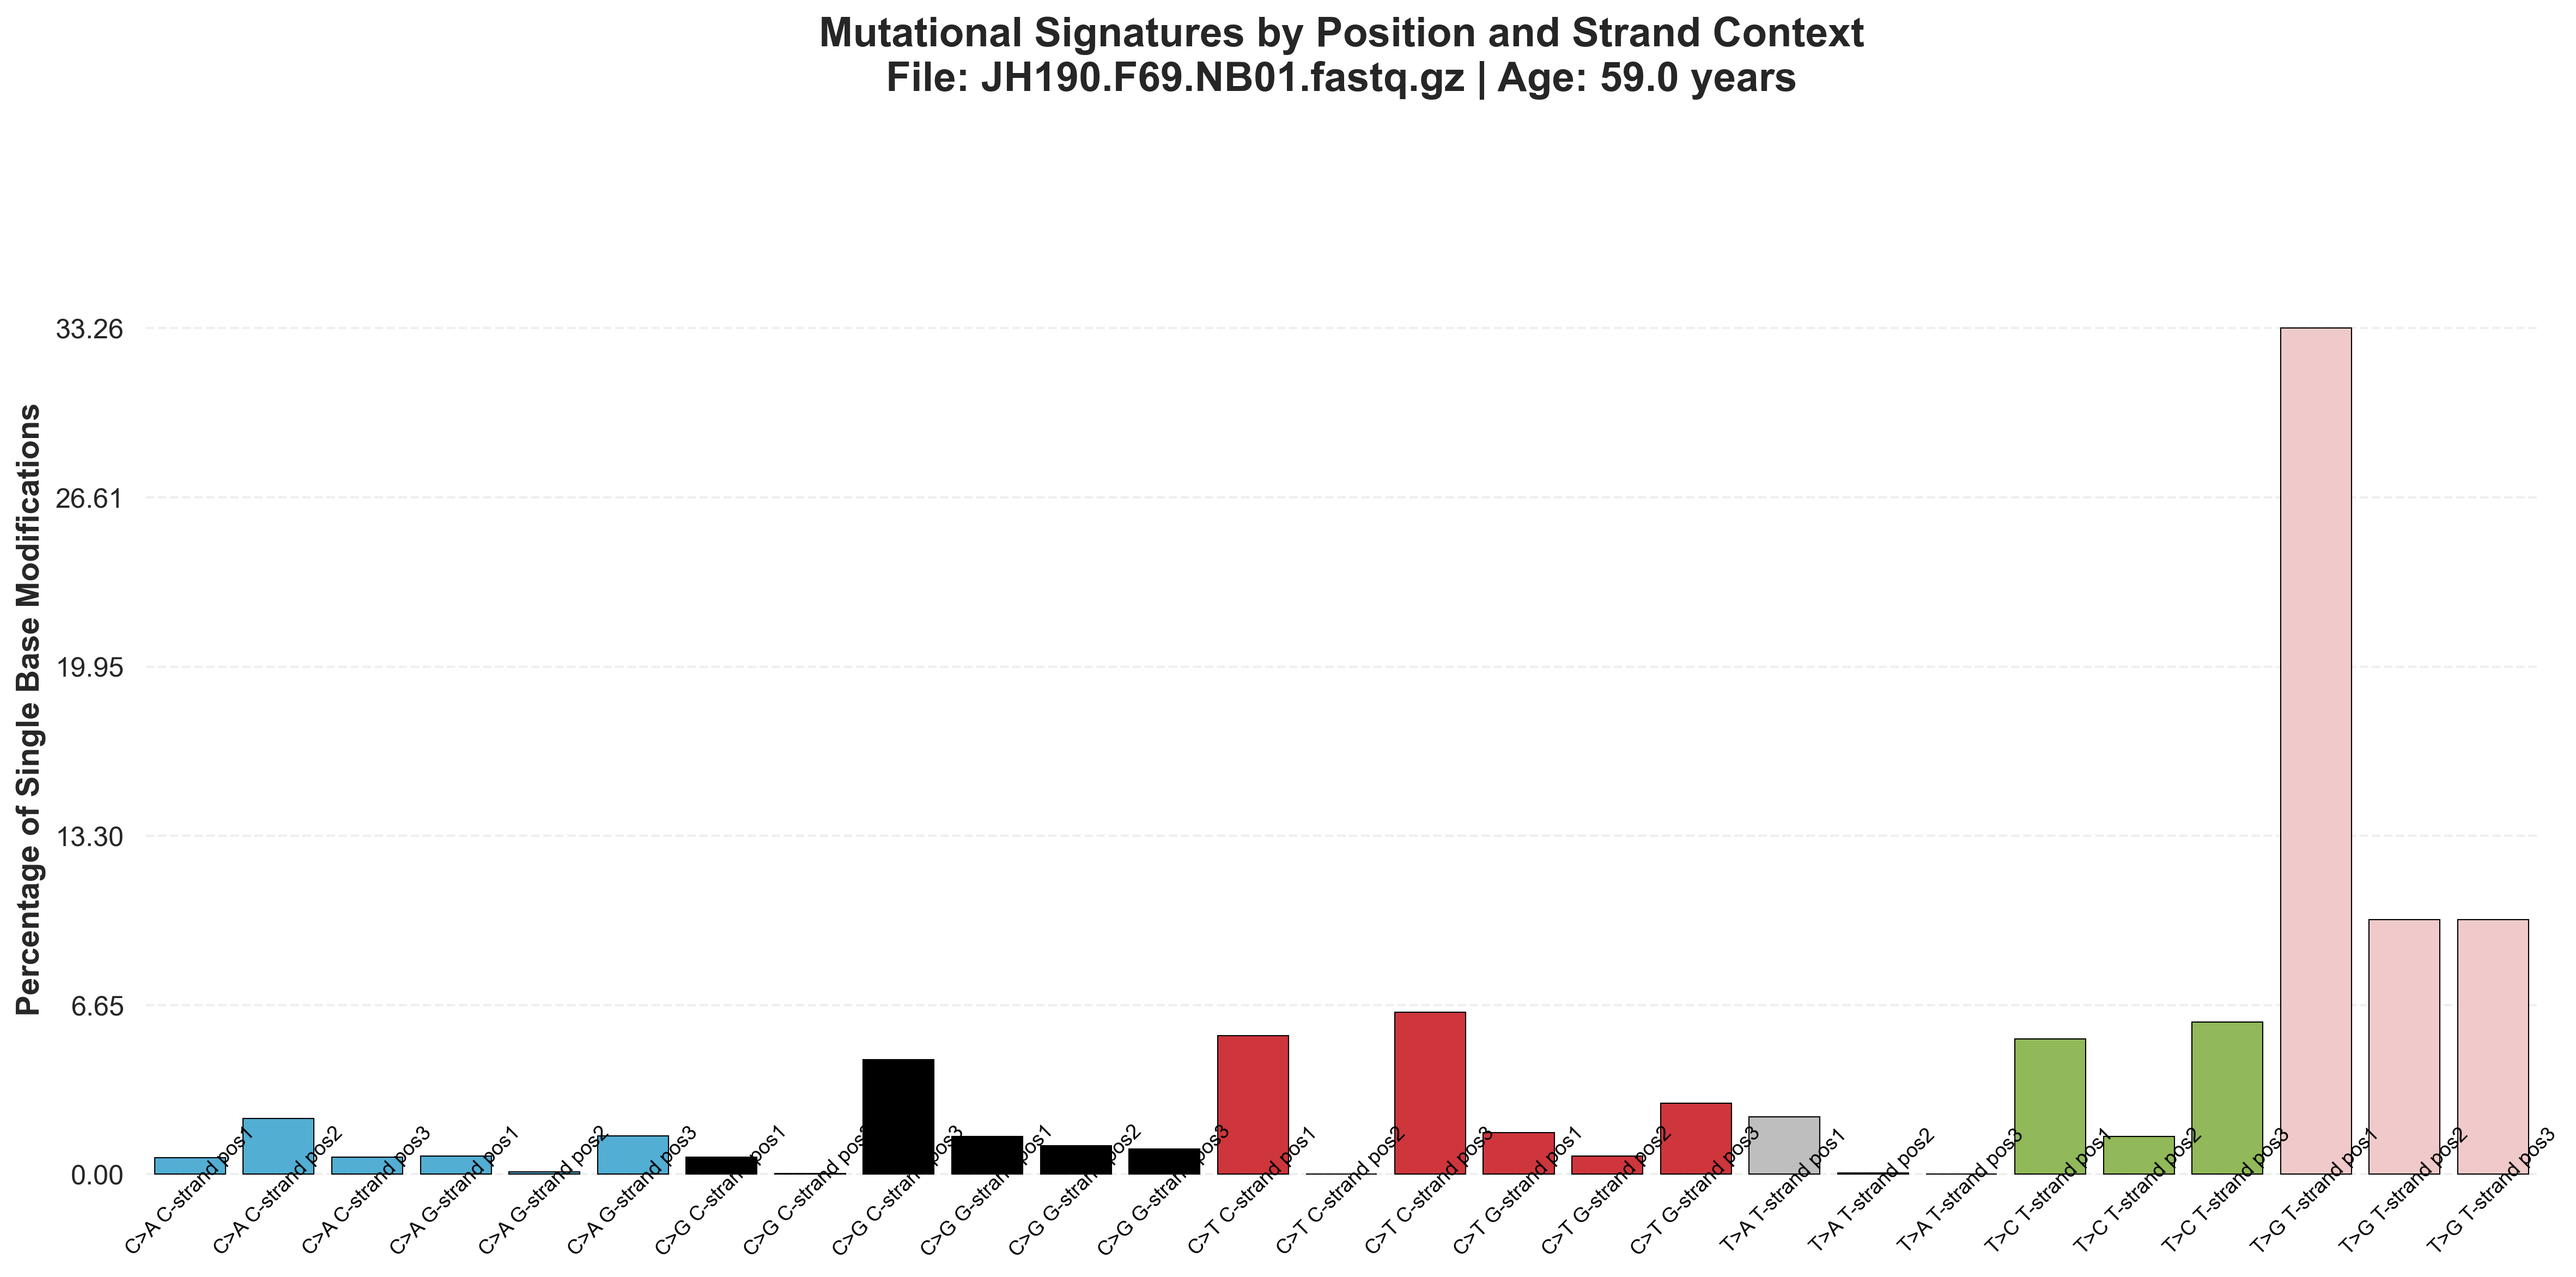 Mutational Signatures by Position and Strand Context
File: JH190.F69.NB01.fastq.gz | Age: 59.0 years
Percentage of Single Base Modifications
33.26
26.61
19.95
13.30
6.65
0.00
C>A C-strand pos1
C>A C-strand pos2
C>A C-strand pos3
C>A G-strand pos1
C>A G-strand pos2
C>A G-strand pos3
C>G C-strand pos1
C>G C-strand pos2
C>G C-strand pos3
C>G G-strand pos1
C>G G-strand pos2
C>G G-strand pos3
C>T C-strand pos1
C>T C-strand pos2
C>T C-strand pos3
C>T G-strand pos1
C>T G-strand pos2
C>T G-strand pos3
T>A T-strand pos1
T>A T-strand pos2
T>A T-strand pos3
T>C T-strand pos1
T>C T-strand pos2
T>C T-strand pos3
T>G T-strand pos1
T>G T-strand pos2
T>G T-strand pos3